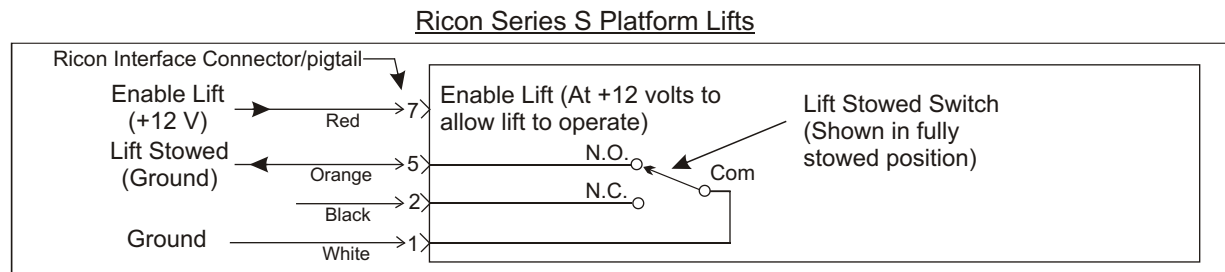 Ricon Series S Platform Lifts
Ricon Interface Connector/pigtail
Enable Lift
(+12 V)
Red
7
Enable Lift (At +12 volts to
allow lift to operate)
Lift Stowed Switch
(Shown in fully
stowed position)
Lift Stowed
(Ground)
Orange
5
N.O.
Com
Black
2
N.C.
Ground
White
1